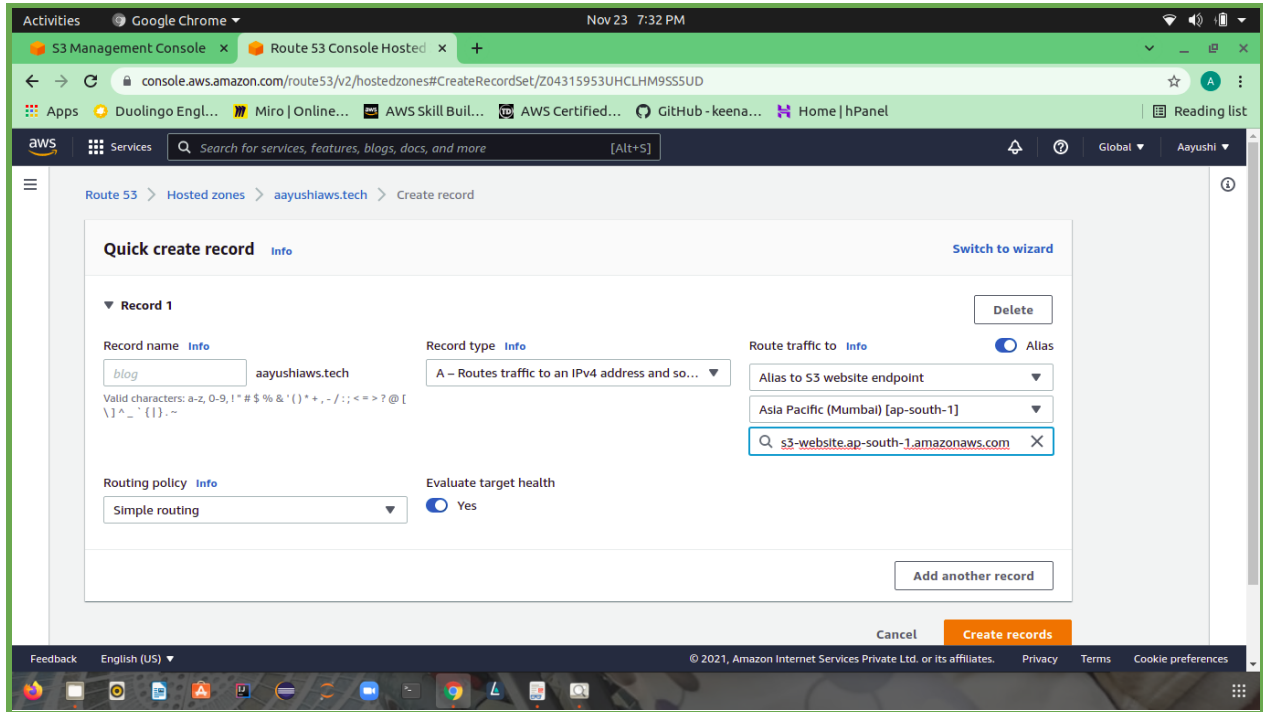 Activities Google Chrome Nov 23 7:32 PM
S3 Management Console × Route 53 Console Hosted × +
console.aws.amazon.com/route53/v2/hostedzones#CreateRecordSet/Z04315953UHCLHM9SS5UD A
Apps Duolingo Engl... Miro | Online... AWS Skill Buil... AWS Certified... GitHub - keena... Home | hPanel Reading list
aws Services Search for services, features, blogs, docs, and more [Alt+S] Global Aayushi
Route 53 > Hosted zones > aayushiaws.tech > Create record
Quick create record Info Switch to wizard
Record 1
Delete
Record name Info Record type Info Route traffic to Info Alias
blog aayushiaws.tech A – Routes traffic to an IPv4 address and so... Alias to S3 website endpoint
Valid characters: a-z, 0-9, ! " # $ % & ' ( ) * + , - / : ; < = > ? @ [
\ ] ^ _ ` { | } . ~
Asia Pacific (Mumbai) [ap-south-1]
s3-website.ap-south-1.amazonaws.com
Routing policy Info Evaluate target health
Simple routing Yes
Add another record
Cancel Create records
Feedback English (US) © 2021, Amazon Internet Services Private Ltd. or its affiliates. Privacy Terms Cookie preferences